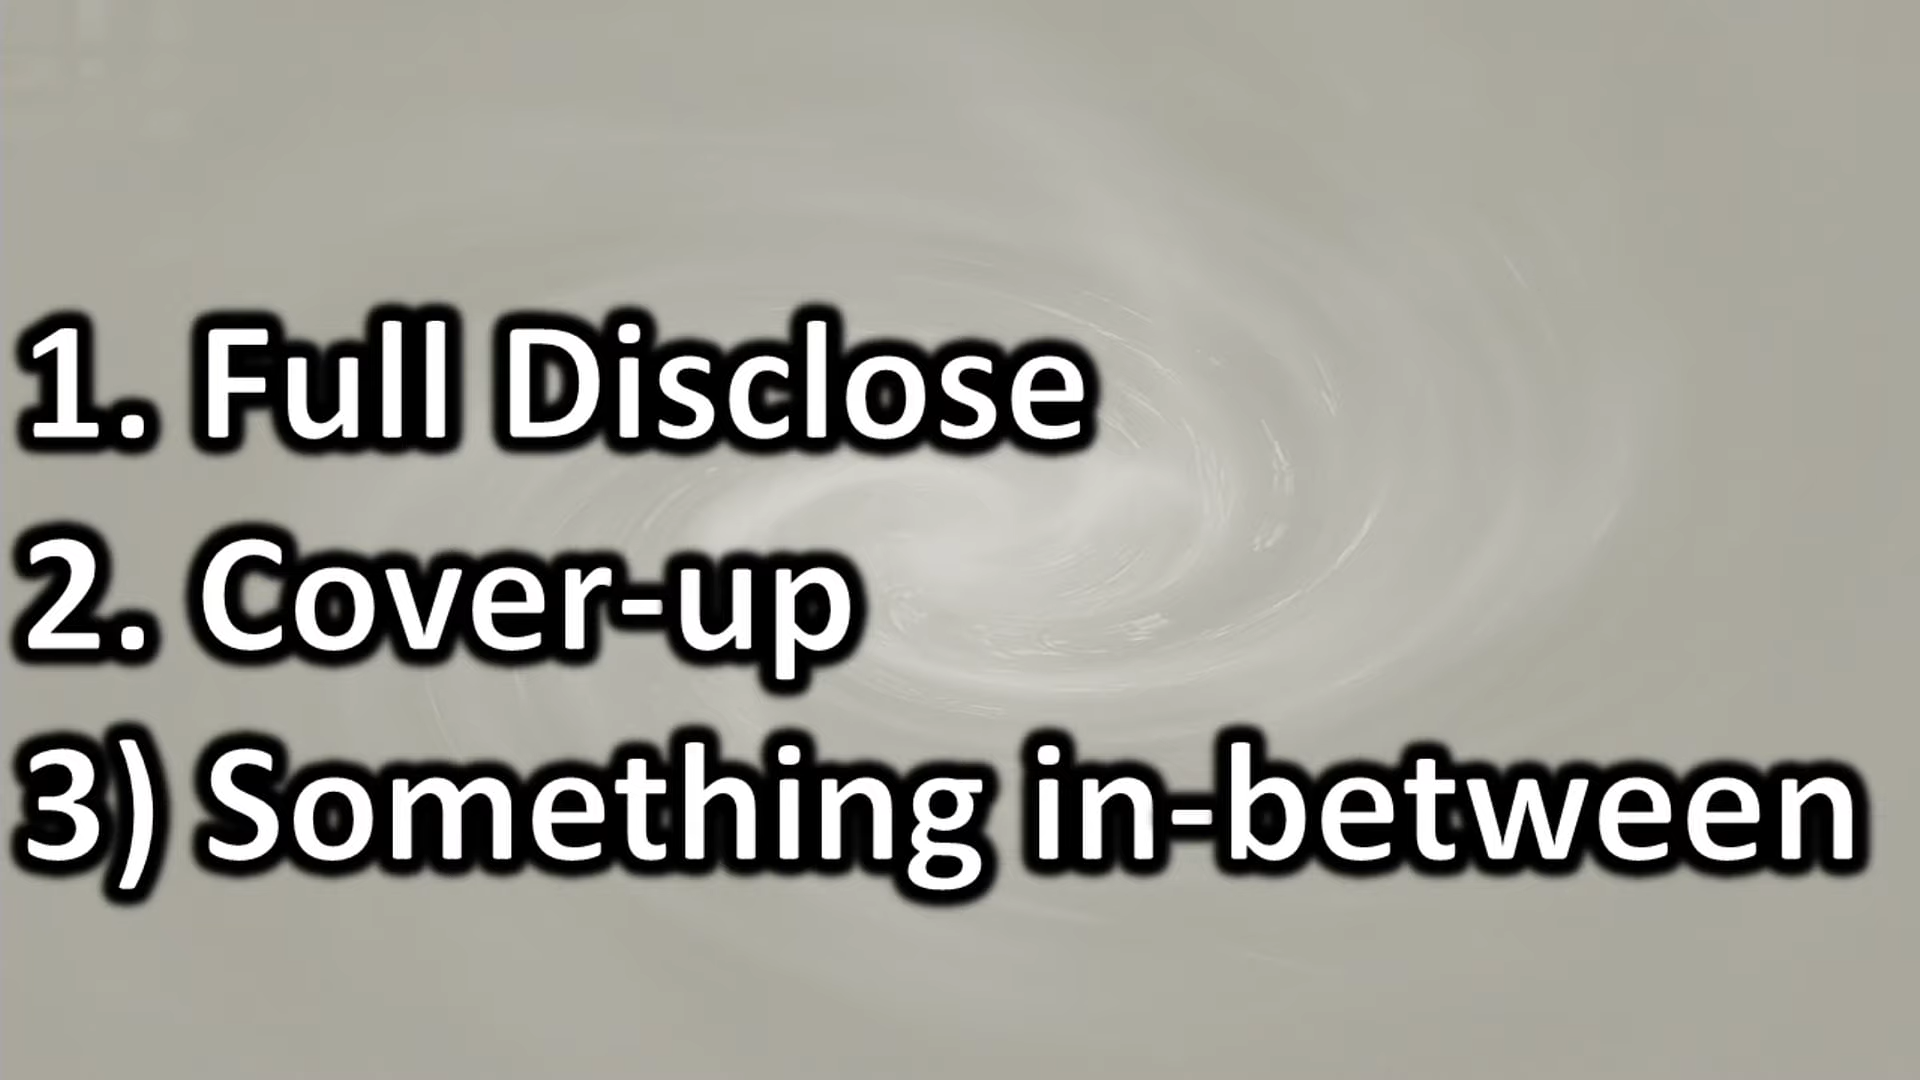 1. Full Disclose
2. Cover-up
3) Something in-between